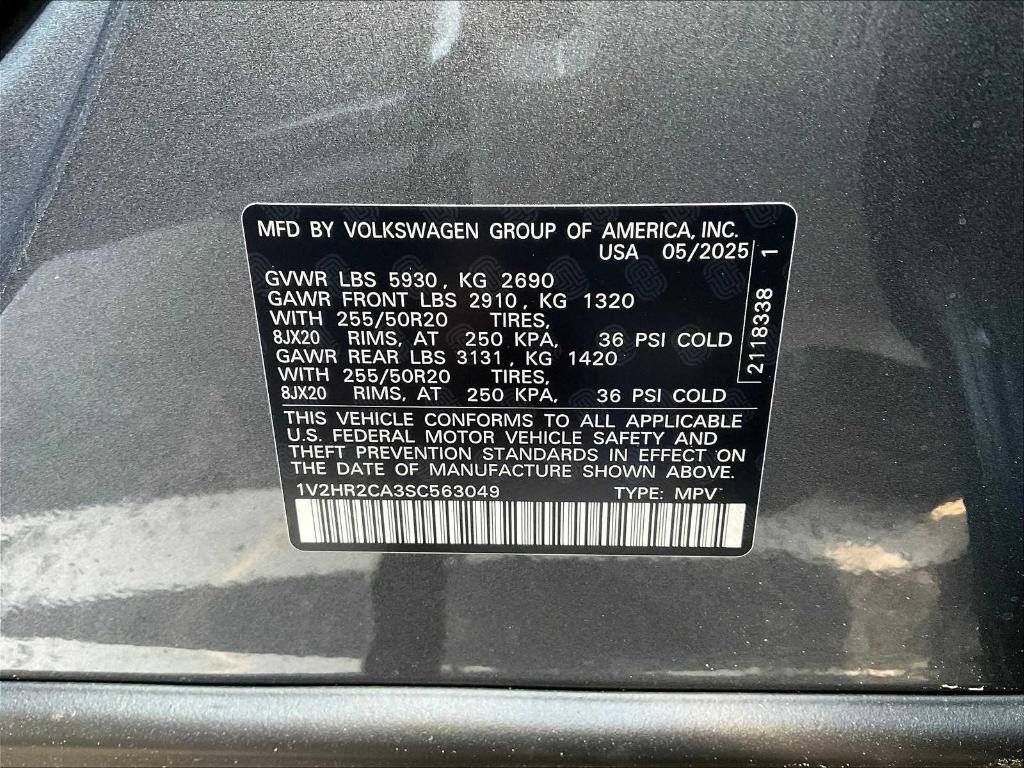 MFD BY VOLKSWAGEN GROUP OF AMERICA, INC.
USA 05/2025 1
GVWR LBS 5930, KG 2690
GAWR FRONT LBS 2910, KG 1320
WITH 255/50R20 TIRES,
8JX20 RIMS, AT 250 KPA, 36 PSI COLD
GAWR REAR LBS 3131, KG 1420
WITH 255/50R20 TIRES,
8JX20 RIMS, AT 250 KPA, 36 PSI COLD
2118338
THIS VEHICLE CONFORMS TO ALL APPLICABLE
U.S. FEDERAL MOTOR VEHICLE SAFETY AND
THEFT PREVENTION STANDARDS IN EFFECT ON
THE DATE OF MANUFACTURE SHOWN ABOVE.
1V2HR2CA3SC563049 TYPE: MPV